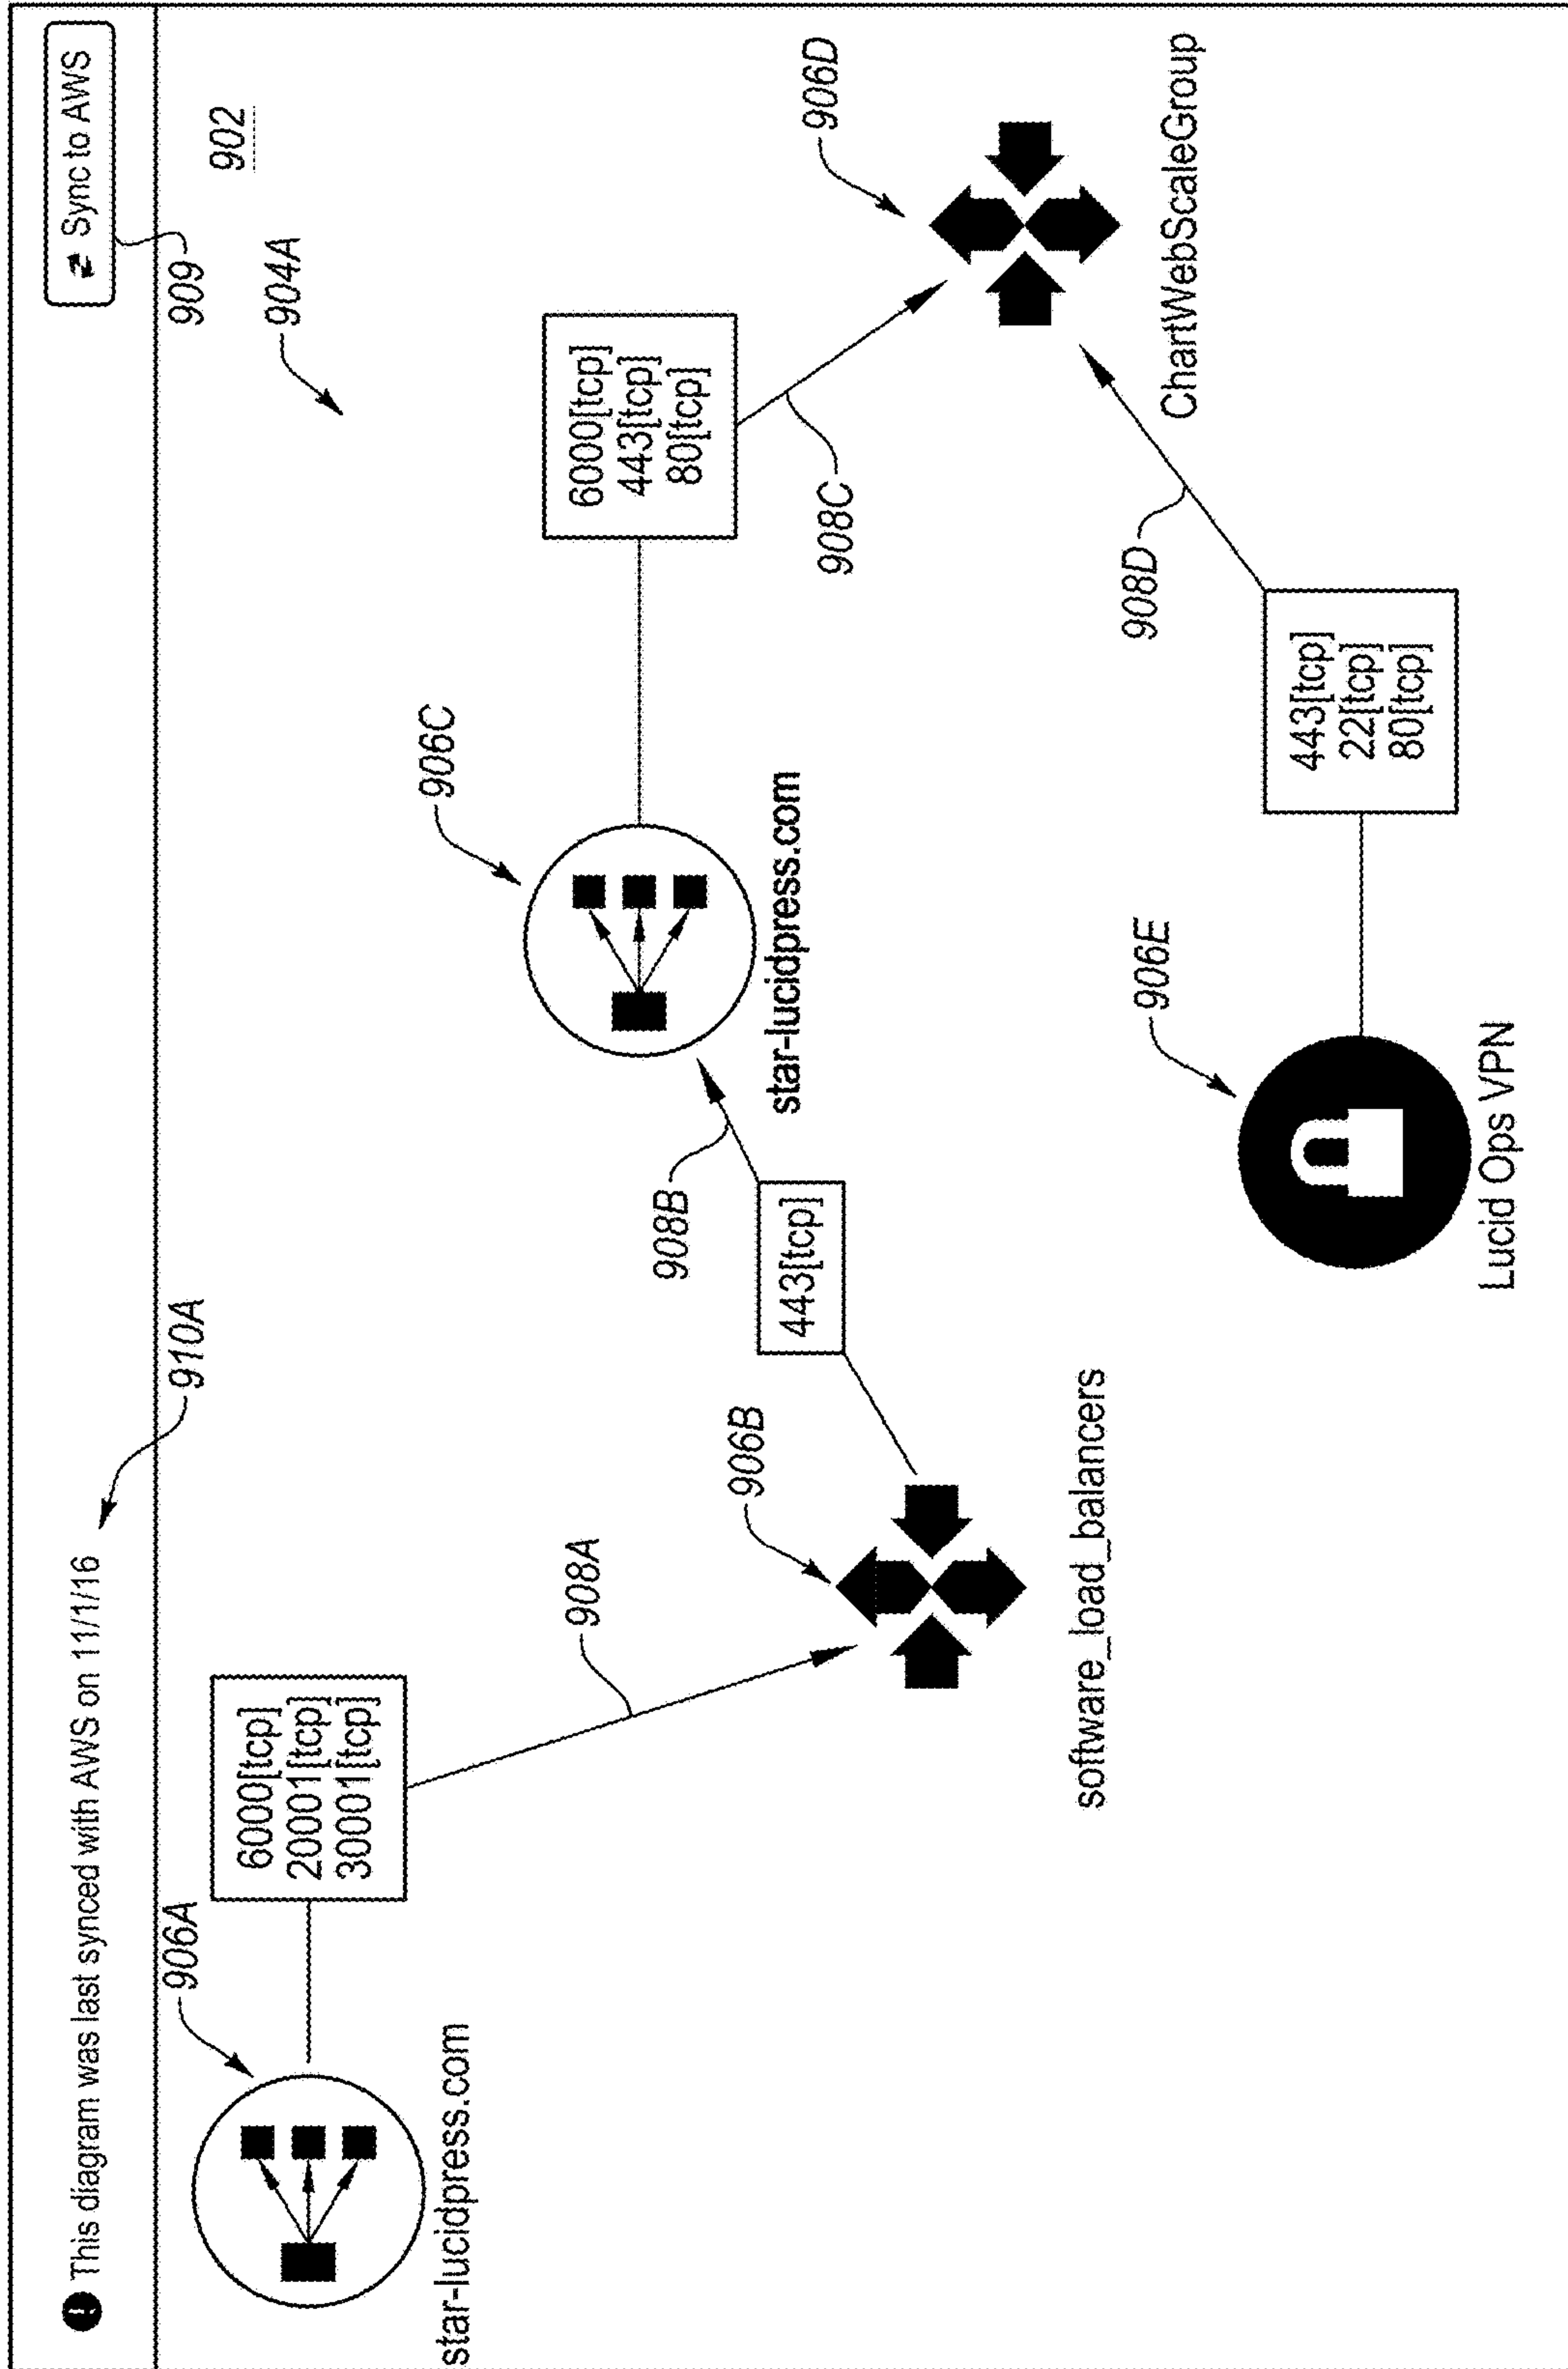 This diagram was last synced with AWS on 11/1/16
Sync to AWS
910A
909
902
904A
906A
6000[tcp]
20001[tcp]
30001[tcp]
star-lucidpress.com
908A
906B
software_load_balancers
443[tcp]
908B
906C
star-lucidpress.com
6000[tcp]
443[tcp]
80[tcp]
908C
906D
ChartWebScaleGroup
908D
906E
443[tcp]
22[tcp]
80[tcp]
Lucid Ops VPN